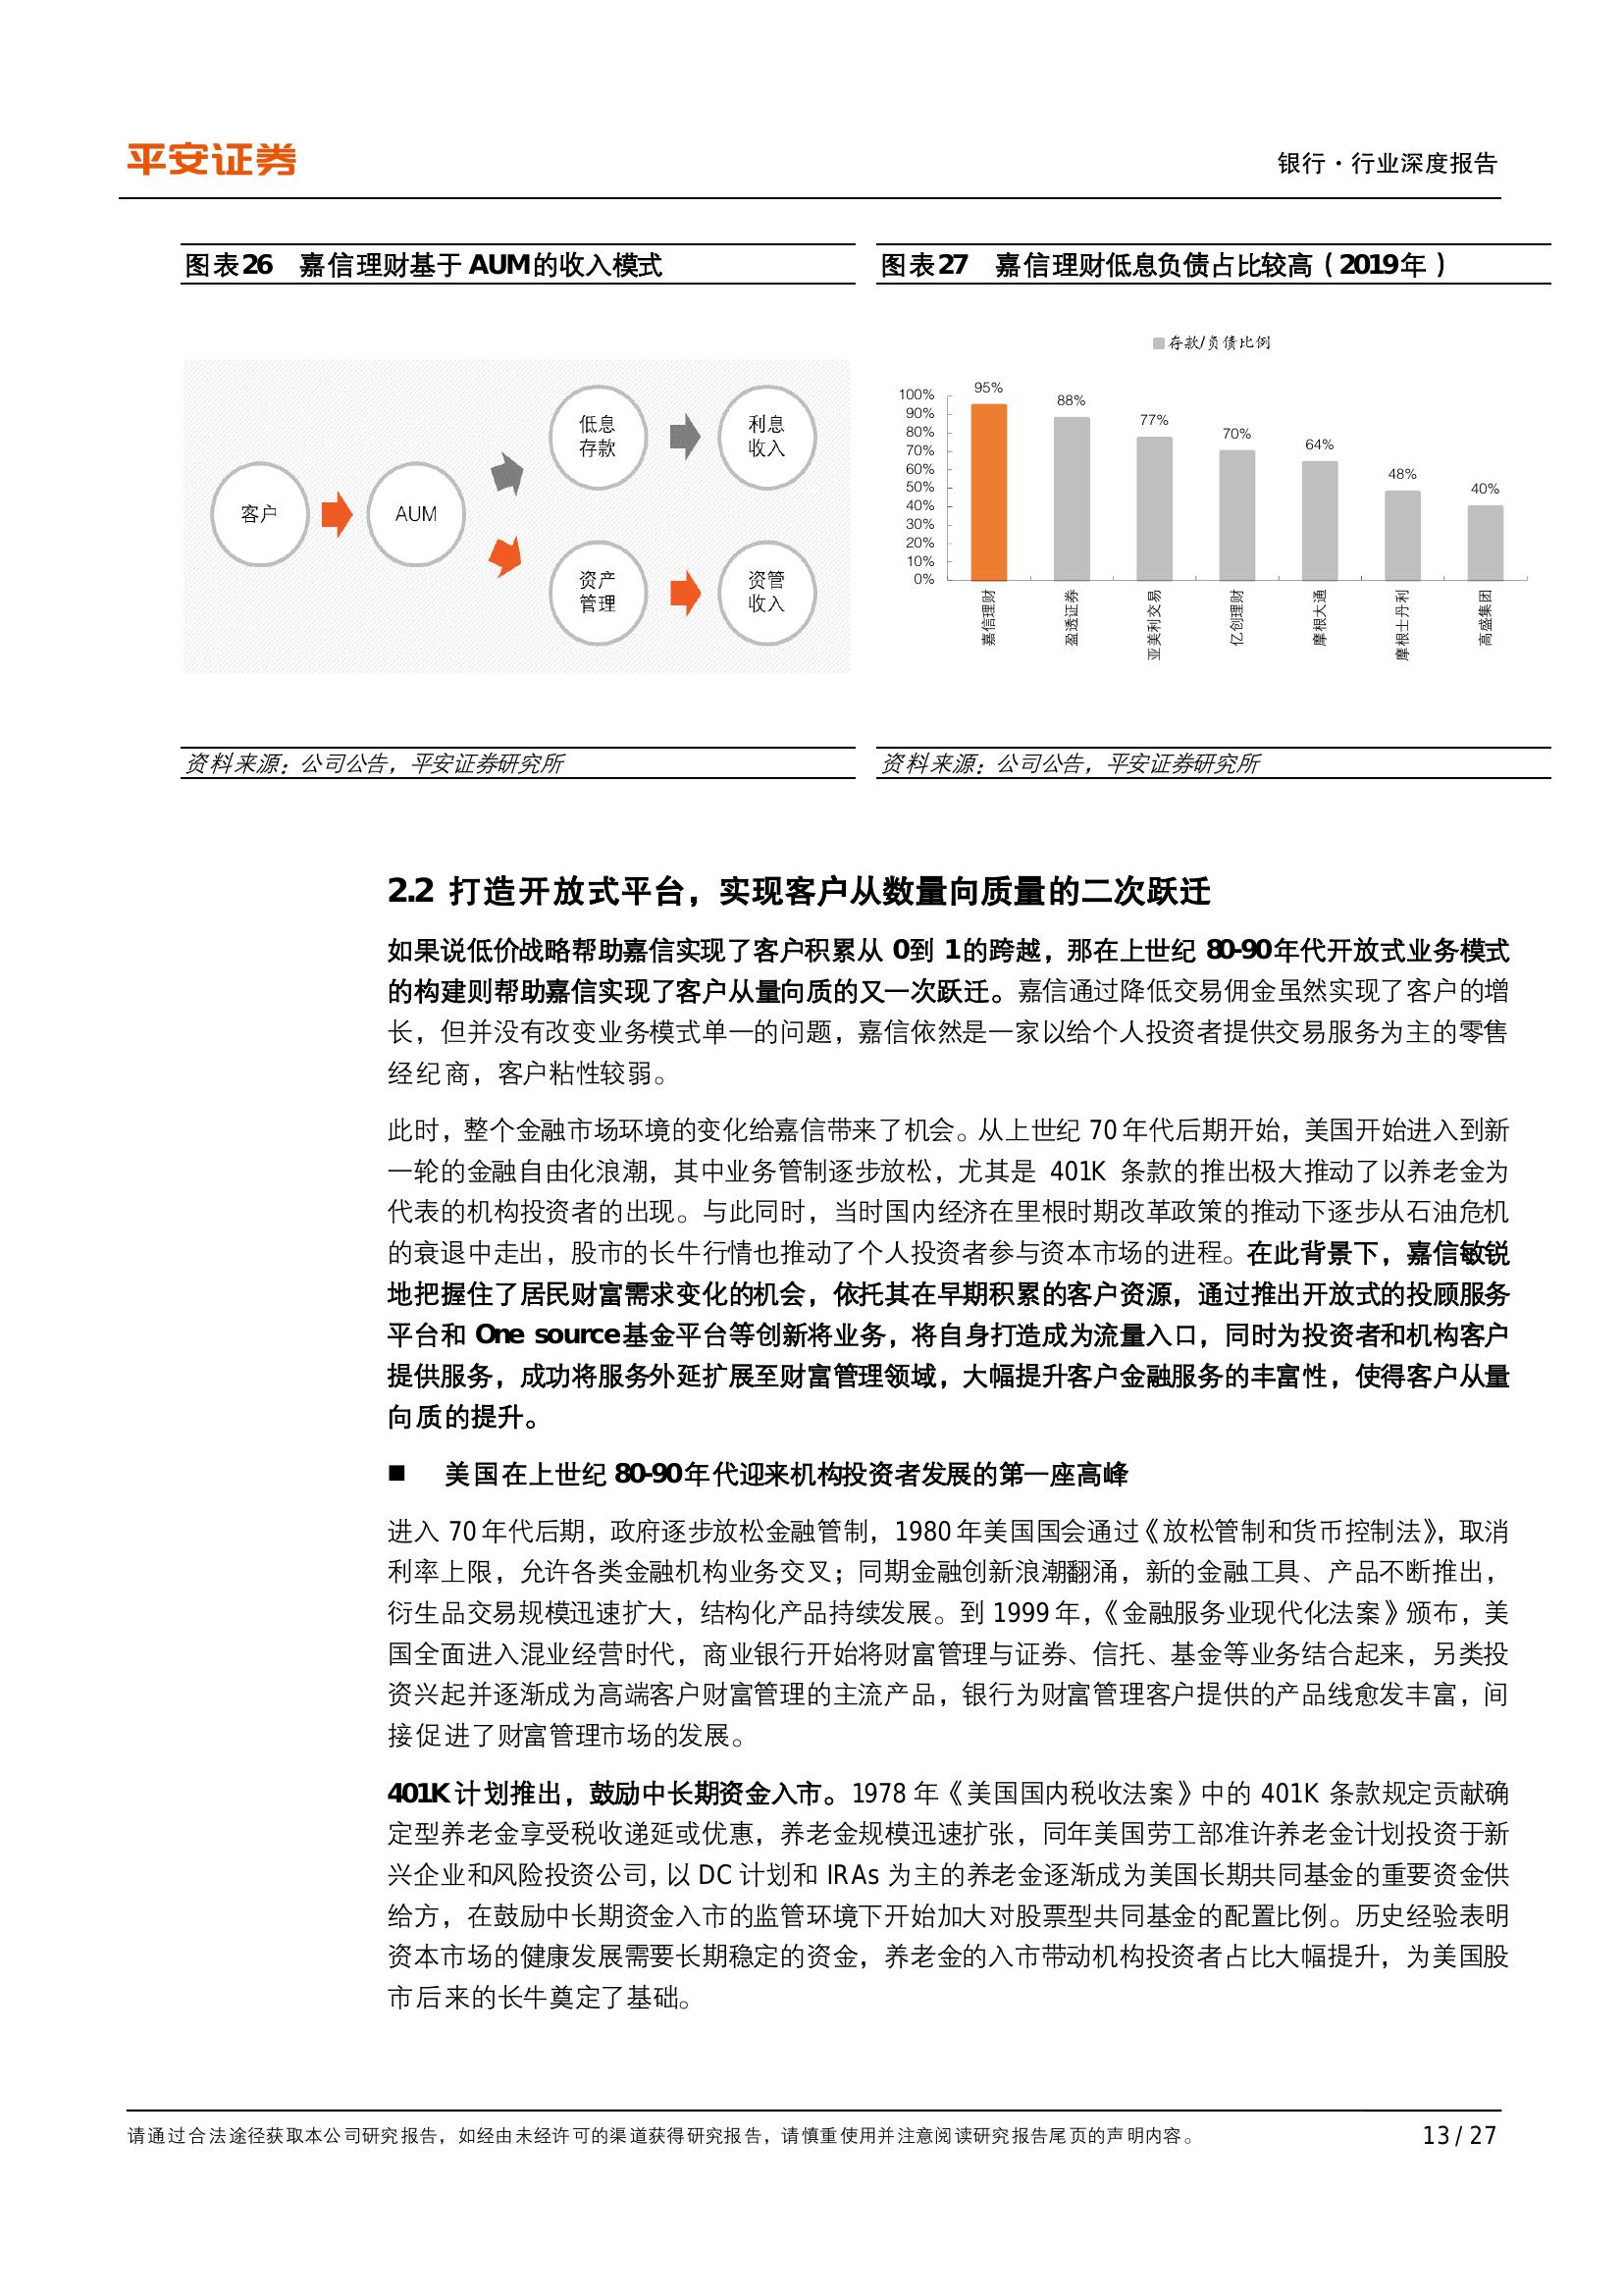 平安证券
银行·行业深度报告
图表26 嘉信理财基于 AUM的收入模式
客户
AUM
低息
存款
利息
收入
资产
管理
资管
收入
资料来源：公司公告，平安证券研究所
图表27 嘉信理财低息负债占比较高（2019年）
存款/负债比例
100%
90%
80%
70%
60%
50%
40%
30%
20%
10%
0%
95%
88%
77%
70%
64%
48%
40%
嘉信理财
盈透证券
亚美利交易
亿创理财
摩根大通
摩根士丹利
高盛集团
资料来源：公司公告，平安证券研究所
2.2 打造开放式平台，实现客户从数量向质量的二次跃迁
如果说低价战略帮助嘉信实现了客户积累从 0到 1的跨越，那在上世纪 80-90年代开放式业务模式
的构建则帮助嘉信实现了客户从量向质的又一次跃迁。嘉信通过降低交易佣金虽然实现了客户的增
长，但并没有改变业务模式单一的问题，嘉信依然是一家以给个人投资者提供交易服务为主的零售
经纪商，客户粘性较弱。
此时，整个金融市场环境的变化给嘉信带来了机会。从上世纪 70 年代后期开始，美国开始进入到新
一轮的金融自由化浪潮，其中业务管制逐步放松，尤其是 401K 条款的推出极大推动了以养老金为
代表的机构投资者的出现。与此同时，当时国内经济在里根时期改革政策的推动下逐步从石油危机
的衰退中走出，股市的长牛行情也推动了个人投资者参与资本市场的进程。在此背景下，嘉信敏锐
地把握住了居民财富需求变化的机会，依托其在早期积累的客户资源，通过推出开放式的投顾服务
平台和 One source基金平台等创新将业务，将自身打造成为流量入口，同时为投资者和机构客户
提供服务，成功将服务外延扩展至财富管理领域，大幅提升客户金融服务的丰富性，使得客户从量
向质的提升。
■ 美国在上世纪 80-90年代迎来机构投资者发展的第一座高峰
进入 70 年代后期，政府逐步放松金融管制，1980 年美国国会通过《放松管制和货币控制法》，取消
利率上限，允许各类金融机构业务交叉；同期金融创新浪潮翻涌，新的金融工具、产品不断推出，
衍生品交易规模迅速扩大，结构化产品持续发展。到 1999 年，《金融服务业现代化法案》颁布，美
国全面进入混业经营时代，商业银行开始将财富管理与证券、信托、基金等业务结合起来，另类投
资兴起并逐渐成为高端客户财富管理的主流产品，银行为财富管理客户提供的产品线愈发丰富，间
接促进了财富管理市场的发展。
401K 计划推出，鼓励中长期资金入市。1978 年《美国国内税收法案》中的 401K 条款规定贡献确
定型养老金享受税收递延或优惠，养老金规模迅速扩张，同年美国劳工部准许养老金计划投资于新
兴企业和风险投资公司，以 DC 计划和 IRAs 为主的养老金逐渐成为美国长期共同基金的重要资金供
给方，在鼓励中长期资金入市的监管环境下开始加大对股票型共同基金的配置比例。历史经验表明
资本市场的健康发展需要长期稳定的资金，养老金的入市带动机构投资者占比大幅提升，为美国股
市后来的长牛奠定了基础。
请通过合法途径获取本公司研究报告，如经由未经许可的渠道获得研究报告，请慎重使用并注意阅读研究报告尾页的声明内容。
13 / 27